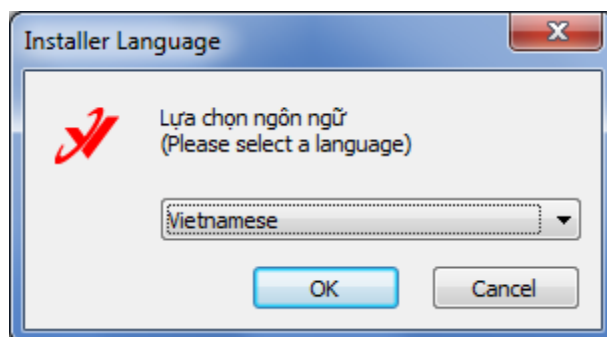 Installer Language
Lựa chọn ngôn ngữ
(Please select a language)
Vietnamese
OK
Cancel